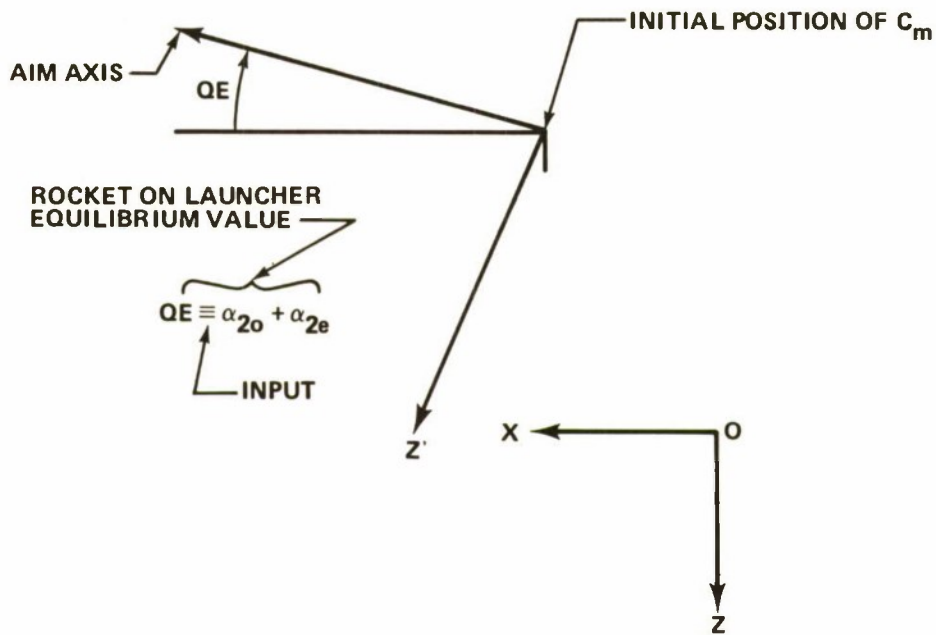 INITIAL POSITION OF Cm
AIM AXIS
QE
ROCKET ON LAUNCHER
EQUILIBRIUM VALUE
QE ≡ α2o + α2e
INPUT
Z'
X
O
Z